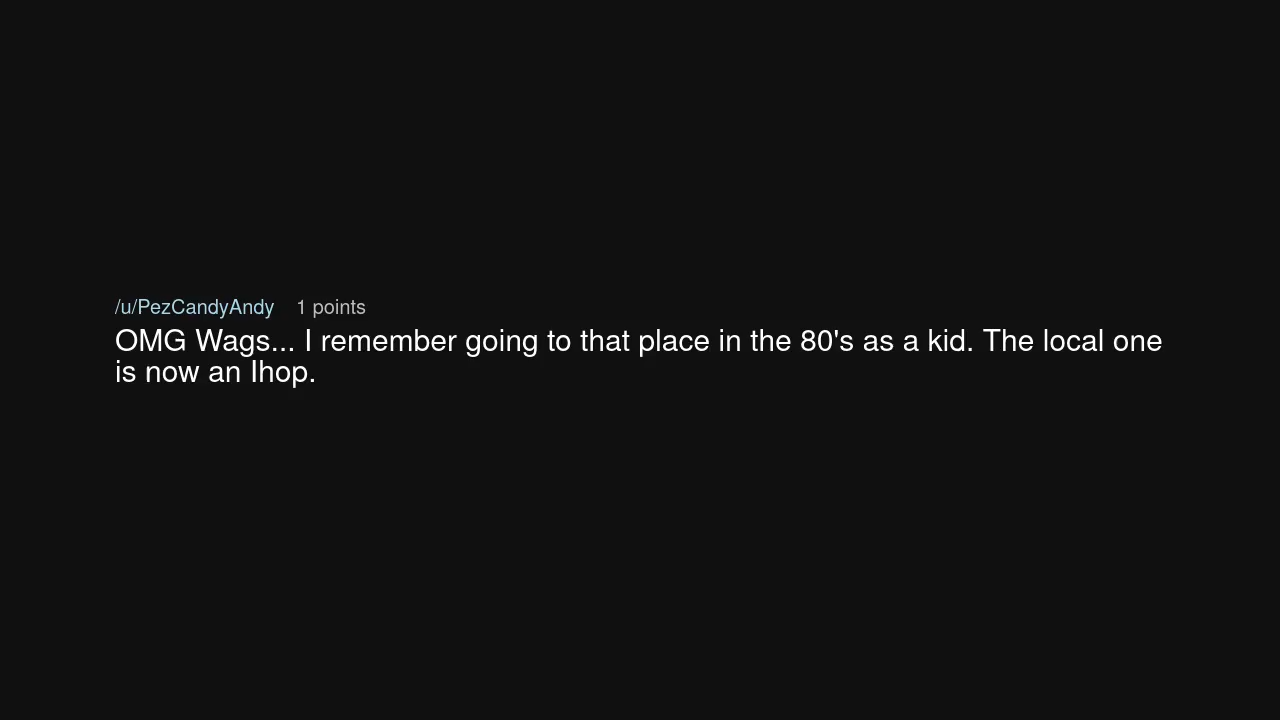 /u/PezCandyAndy 1 points
OMG Wags... I remember going to that place in the 80's as a kid. The local one
is now an Ihop.